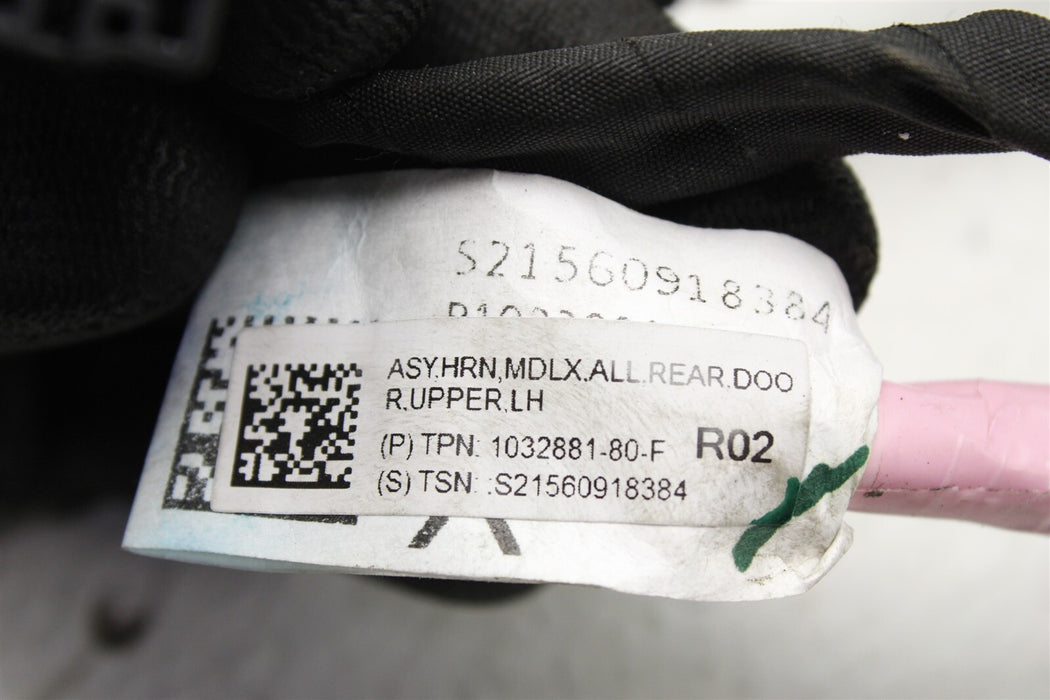 S21560918384
ASY.HRN,MDLX.ALL.REAR.DOO
R.UPPER.LH
(P) TPN: 1032881-80-F R02
(S) TSN: .S21560918384